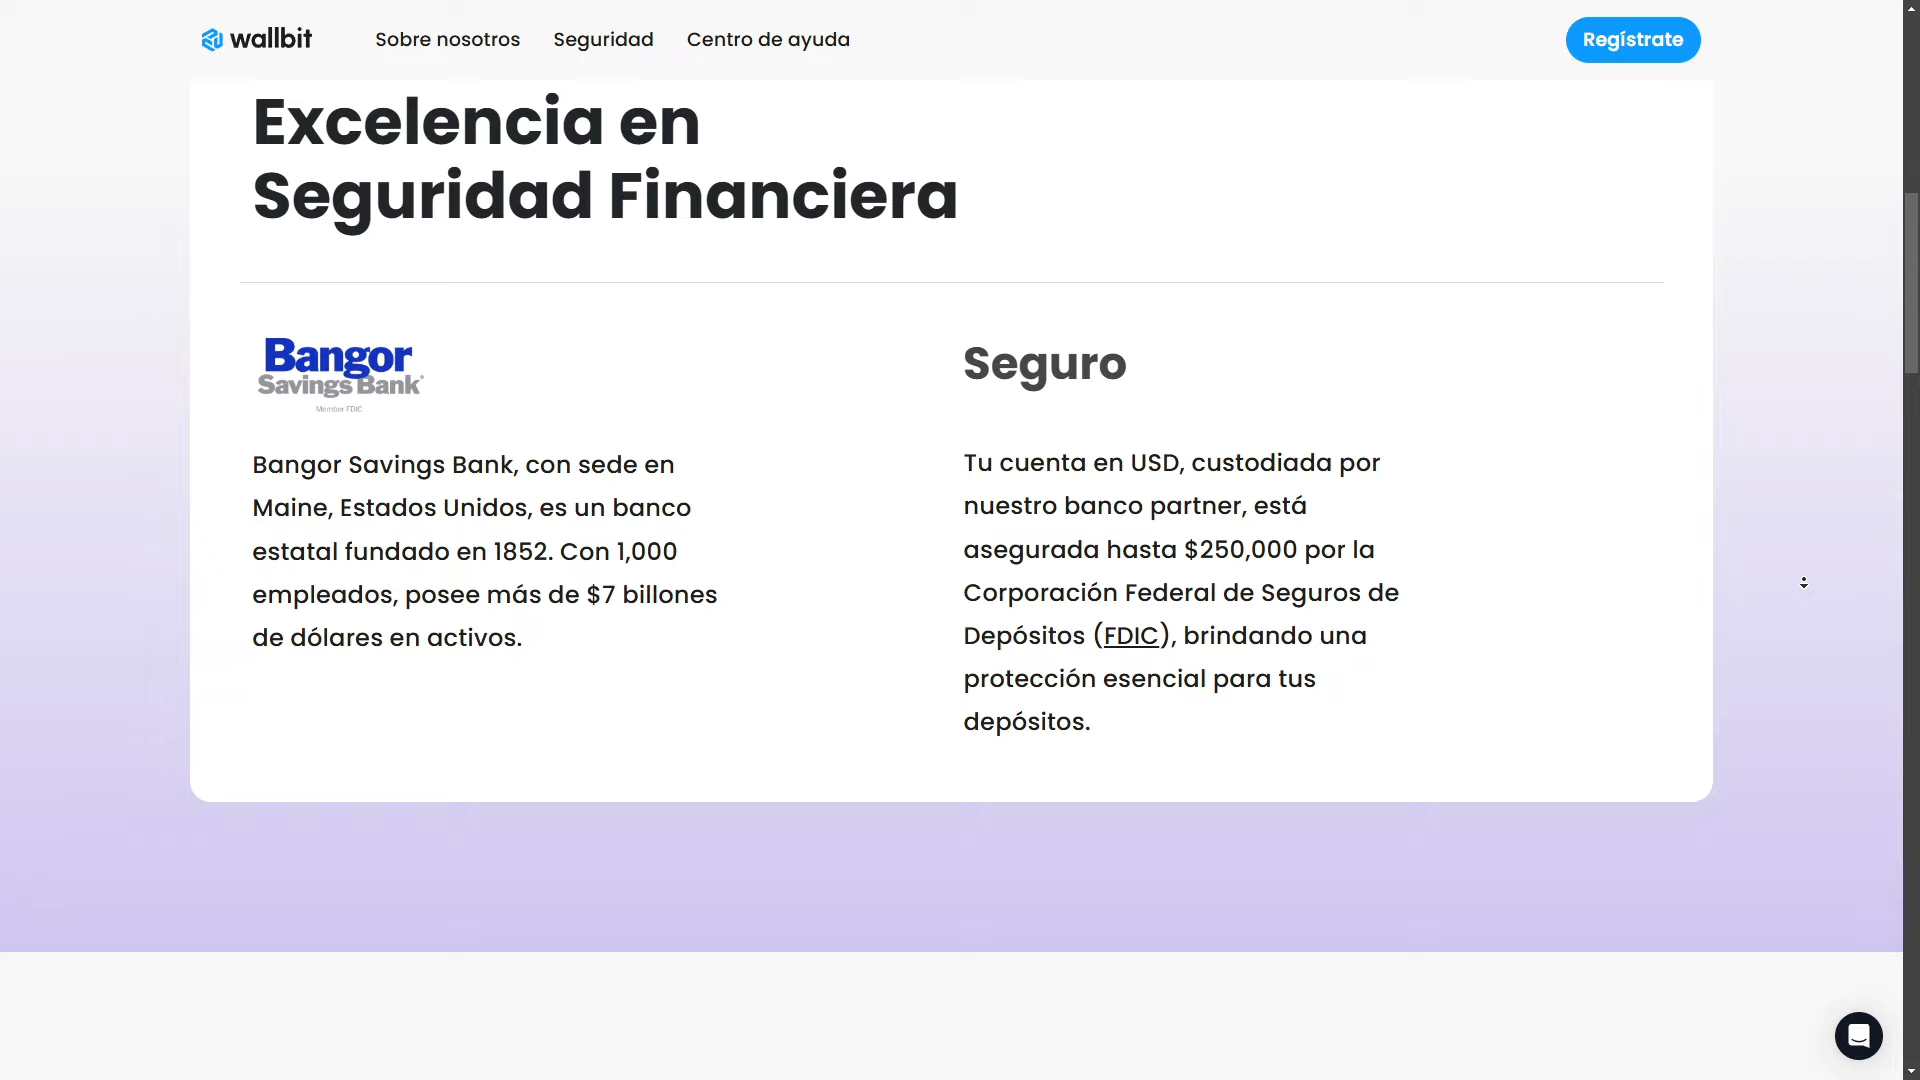 wallbit
Sobre nosotros
Seguridad
Centro de ayuda
Regístrate
Excelencia en
Seguridad Financiera
Bangor
Savings Bank®
Member FDIC
Bangor Savings Bank, con sede en
Maine, Estados Unidos, es un banco
estatal fundado en 1852. Con 1,000
empleados, posee más de $7 billones
de dólares en activos.
Seguro
Tu cuenta en USD, custodiada por
nuestro banco partner, está
asegurada hasta $250,000 por la
Corporación Federal de Seguros de
Depósitos (FDIC), brindando una
protección esencial para tus
depósitos.